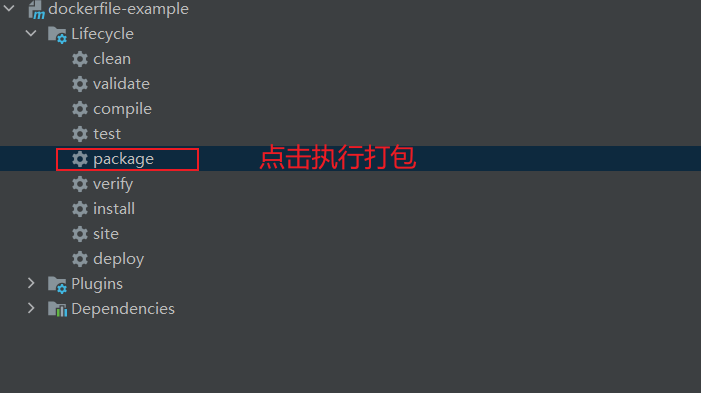 dockerfile-example
Lifecycle
clean
validate
compile
test
package 点击执行打包
verify
install
site
deploy
Plugins
Dependencies